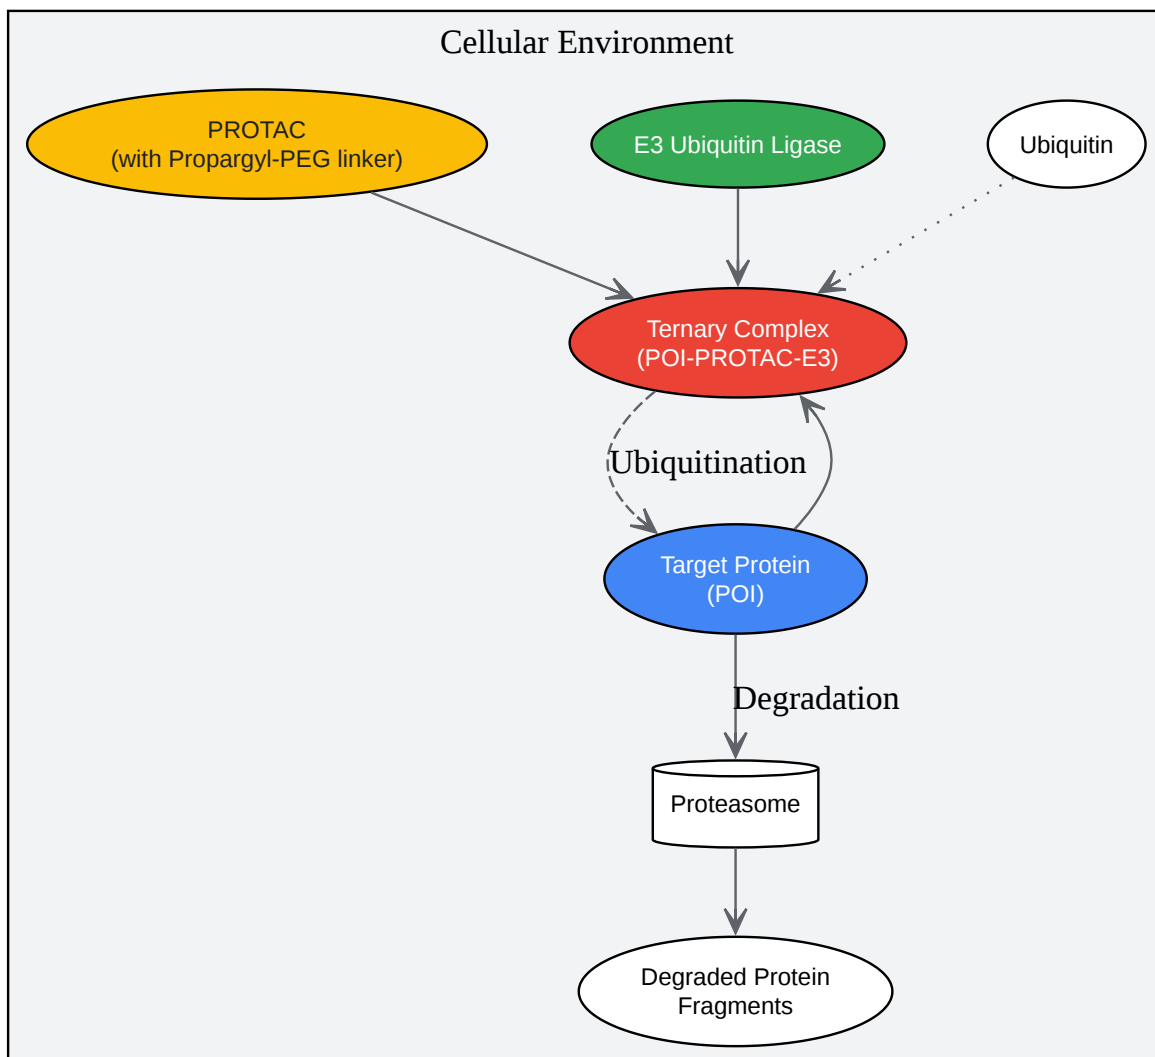 Cellular Environment
PROTAC
(with Propargyl-PEG linker)
E3 Ubiquitin Ligase
Ubiquitin
Ternary Complex
(POI-PROTAC-E3)
Ubiquitination
Target Protein
(POI)
Degradation
Proteasome
Degraded Protein
Fragments